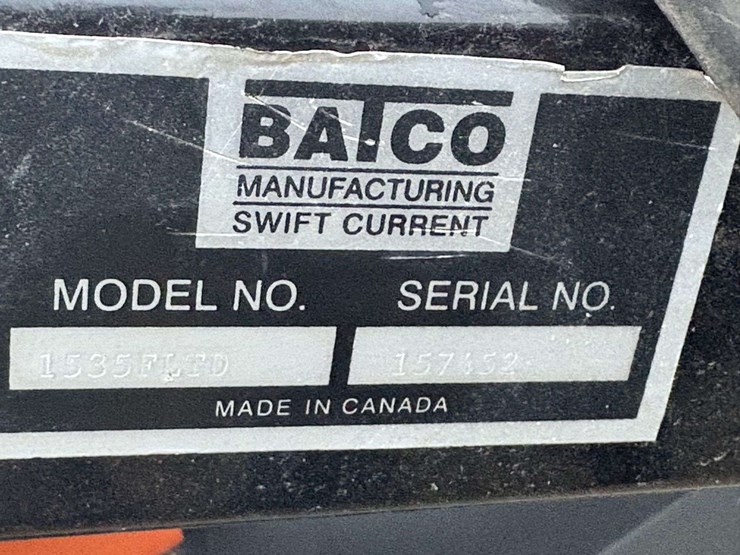 BATCO
MANUFACTURING
SWIFT CURRENT
MODEL NO. SERIAL NO.
1535FLTD 157452
MADE IN CANADA